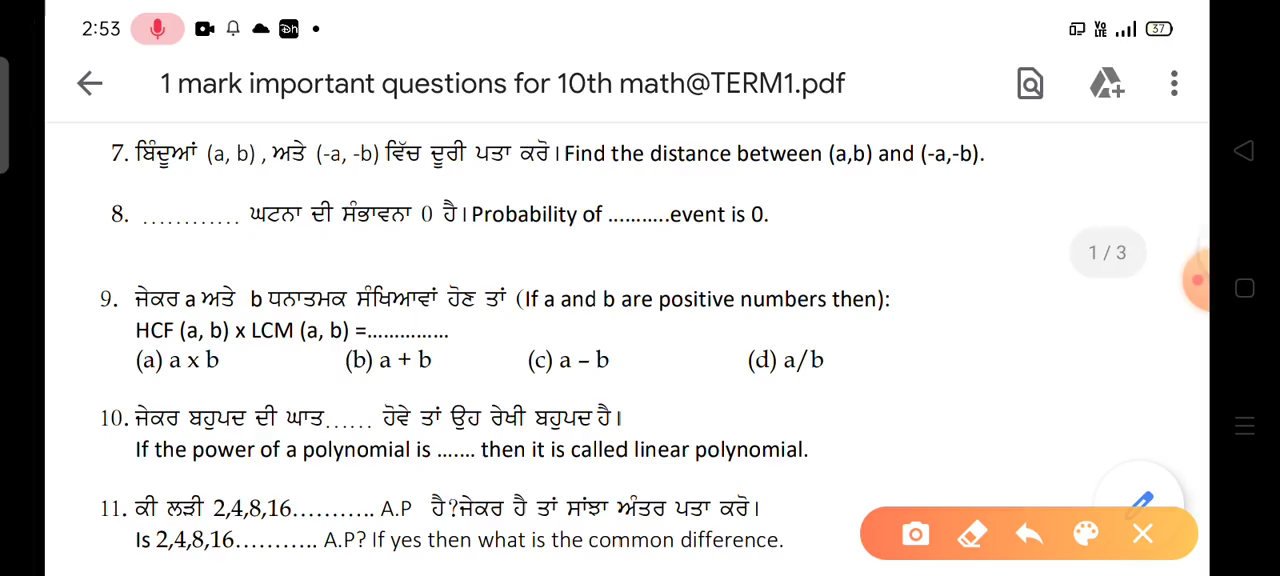 2:53
Dh
Vo
LTE
37
1 mark important questions for 10th math@TERM1.pdf
7. ਬਿੰਦੂਆਂ (a, b) , ਅਤੇ (-a, -b) ਵਿੱਚ ਦੂਰੀ ਪਤਾ ਕਰੋ। Find the distance between (a,b) and (-a,-b).
8. ............ ਘਟਨਾ ਦੀ ਸੰਭਾਵਨਾ 0 ਹੈ। Probability of ...........event is 0.
1 / 3
9. ਜੇਕਰ a ਅਤੇ b ਧਨਾਤਮਕ ਸੰਖਿਆਵਾਂ ਹੋਣ ਤਾਂ (If a and b are positive numbers then):
HCF (a, b) x LCM (a, b) =...............
(a) a x b (b) a + b (c) a – b (d) a/b
10. ਜੇਕਰ ਬਹੁਪਦ ਦੀ ਘਾਤ...... ਹੋਵੇ ਤਾਂ ਉਹ ਰੇਖੀ ਬਹੁਪਦ ਹੈ।
If the power of a polynomial is ....... then it is called linear polynomial.
11. ਕੀ ਲੜੀ 2,4,8,16........... A.P ਹੈ?ਜੇਕਰ ਹੈ ਤਾਂ ਸਾਂਝਾ ਅੰਤਰ ਪਤਾ ਕਰੋ।
Is 2,4,8,16........... A.P? If yes then what is the common difference.